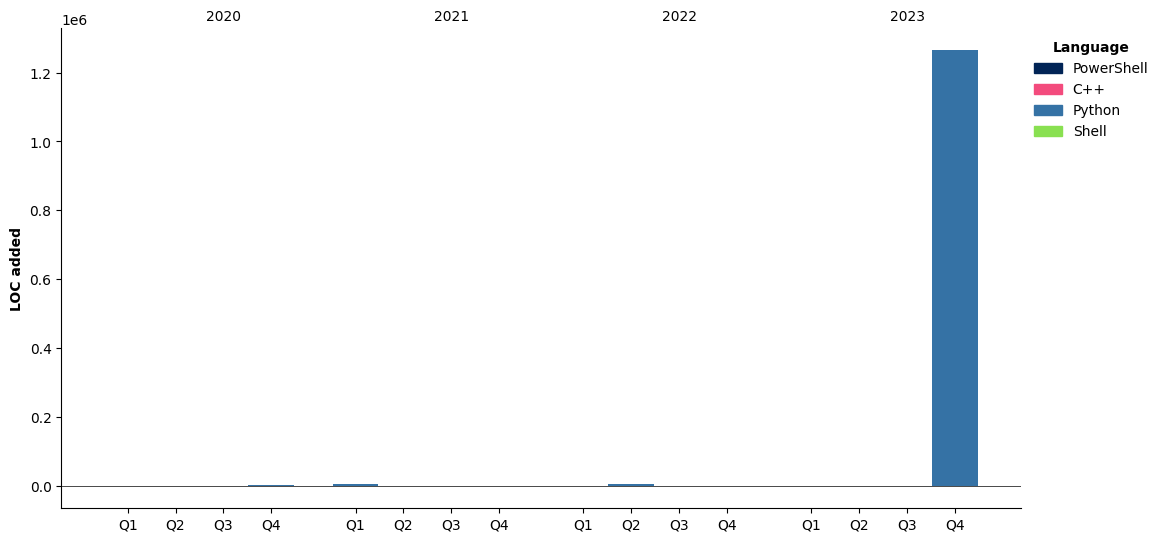 2020 2021 2022 2023
1e6
Language
PowerShell
C++
Python
Shell
LOC added
1.2
1.0
0.8
0.6
0.4
0.2
0.0
Q1 Q2 Q3 Q4 Q1 Q2 Q3 Q4 Q1 Q2 Q3 Q4 Q1 Q2 Q3 Q4